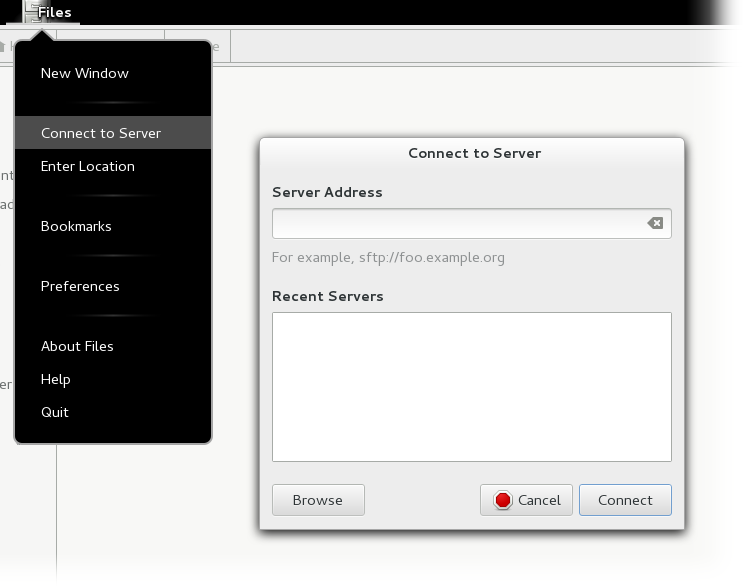 Files
New Window
Connect to Server
Enter Location
Bookmarks
Preferences
About Files
Help
Quit
Connect to Server
Server Address
For example, sftp://foo.example.org
Recent Servers
Browse
Cancel
Connect